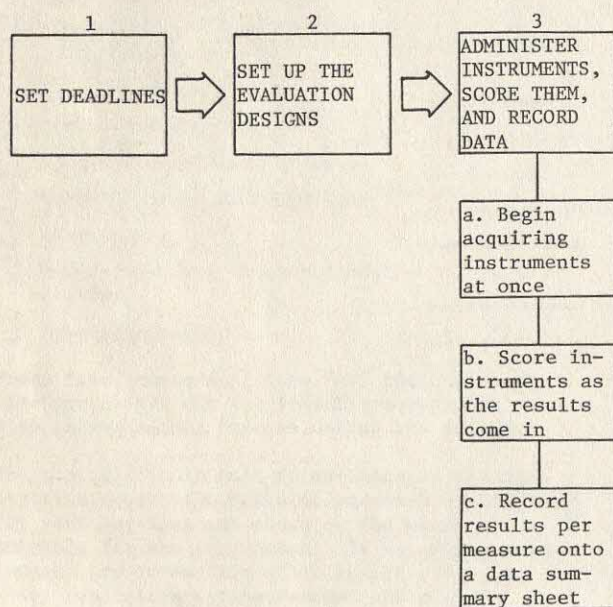 1
SET DEADLINES
2
SET UP THE
EVALUATION
DESIGNS
3
ADMINISTER
INSTRUMENTS,
SCORE THEM,
AND RECORD
DATA
a. Begin
acquiring
instruments
at once
b. Score in-
struments as
the results
come in
c. Record
results per
measure onto
a data sum-
mary sheet